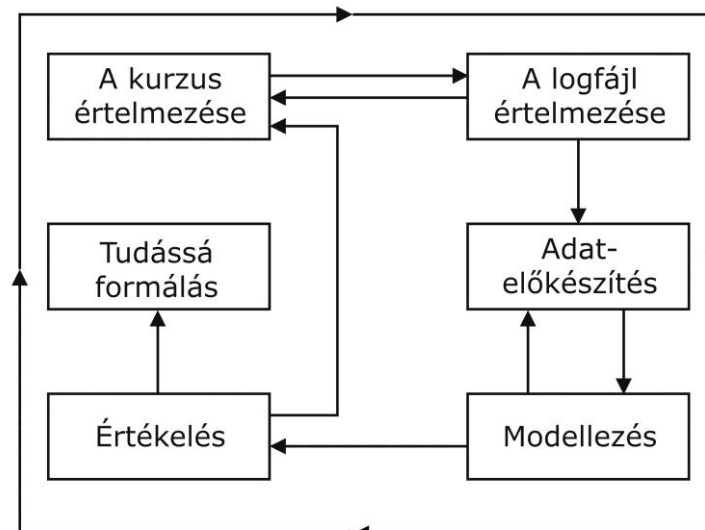 A kurzus
értelmezése
A logfájl
értelmezése
Tudássá
formálás
Adat-
előkészítés
Értékelés
Modellezés